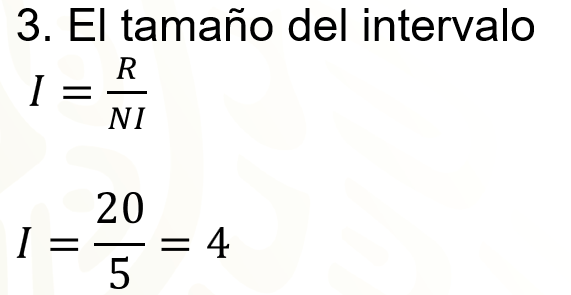 3. El tamaño del intervalo
I = R/NI
I = 20/5 = 4